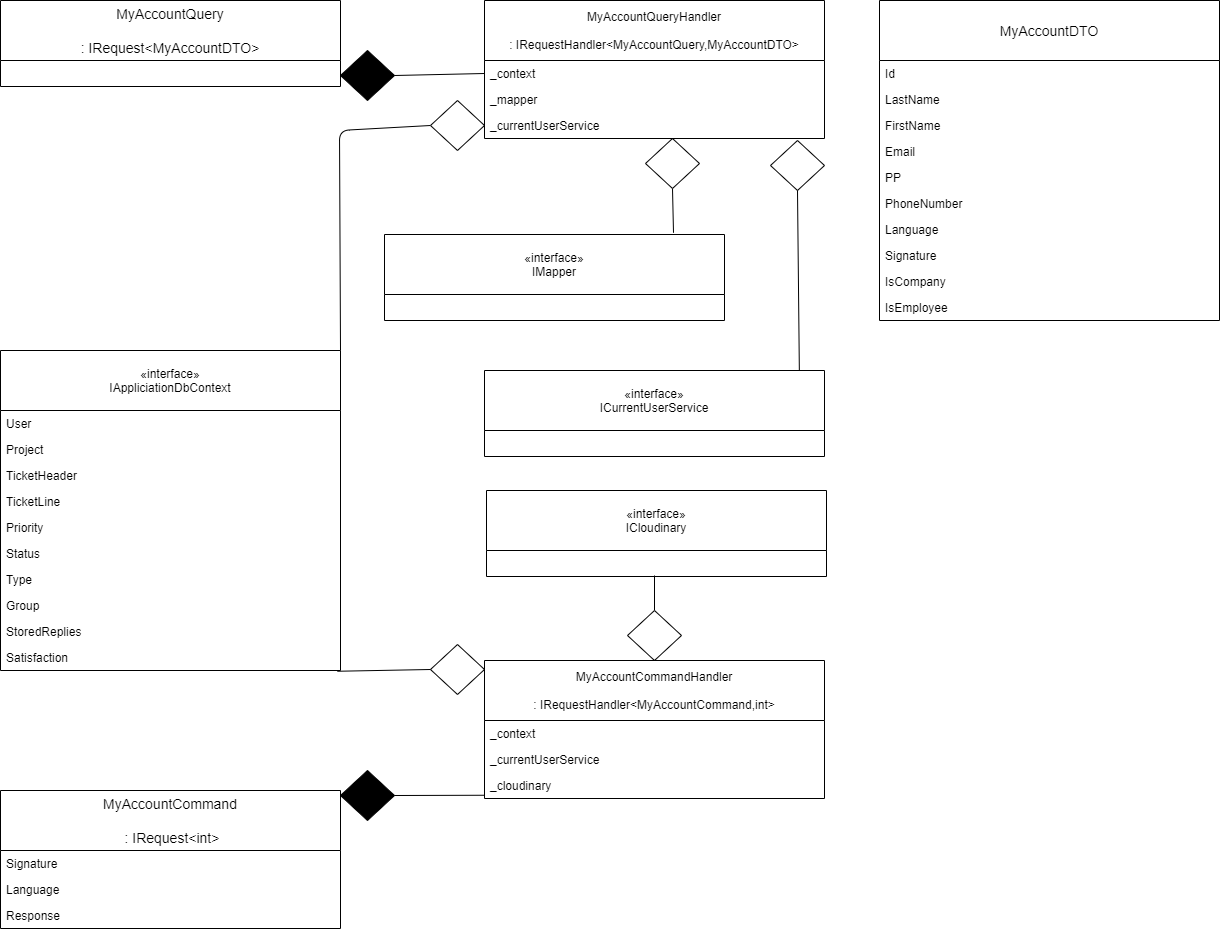 MyAccountQuery
: IRequest<MyAccountDTO>
MyAccountQueryHandler
: IRequestHandler<MyAccountQuery,MyAccountDTO>
_context
_mapper
_currentUserService
MyAccountDTO
Id
LastName
FirstName
Email
PP
PhoneNumber
Language
Signature
IsCompany
IsEmployee
«interface»
IMapper
«interface»
IAppliciationDbContext
User
Project
TicketHeader
TicketLine
Priority
Status
Type
Group
StoredReplies
Satisfaction
«interface»
ICurrentUserService
«interface»
ICloudinary
MyAccountCommandHandler
: IRequestHandler<MyAccountCommand,int>
_context
_currentUserService
_cloudinary
MyAccountCommand
: IRequest<int>
Signature
Language
Response